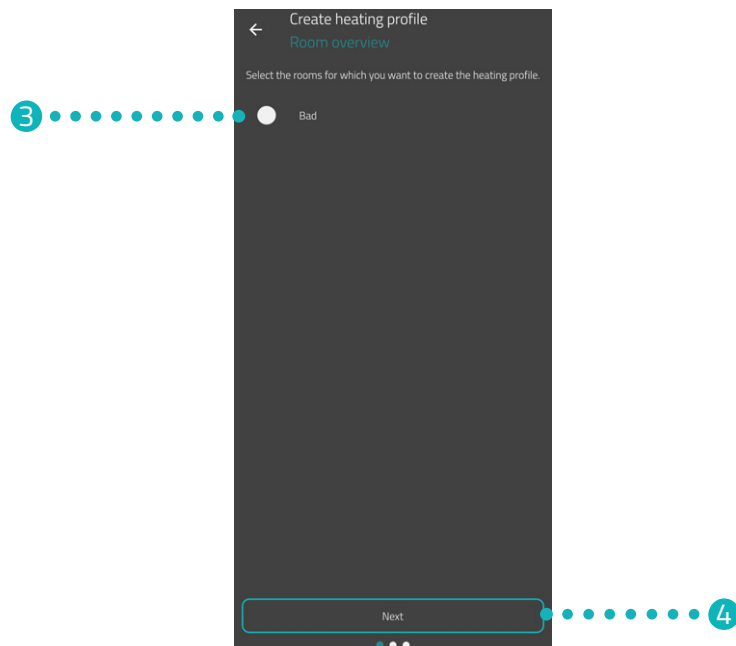 Create heating profile
Room overview
Select the rooms for which you want to create the heating profile.
3
Bad
Next
4